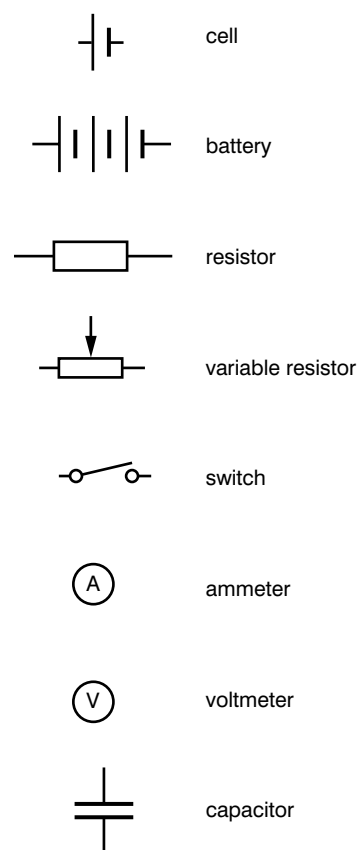 cell
battery
resistor
variable resistor
switch
A
ammeter
V
voltmeter
capacitor